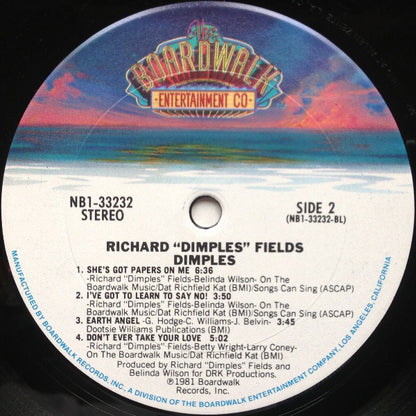 The
BOARDWALK
-ENTERTAINMENT CO-
NB1-33232
STEREO
SIDE 2
(NB1-33232-BL)
RICHARD “DIMPLES” FIELDS
DIMPLES
1. SHE'S GOT PAPERS ON ME 6:36
-Richard “Dimples” Fields-Belinda Wilson- On The
Boardwalk Music/Dat Richfield Kat (BMI)/Songs Can Sing (ASCAP)
2. I'VE GOT TO LEARN TO SAY NO! 3:50
-Richard “Dimples” Fields-Belinda Wilson- On The
Boardwalk Music/Dat Richfield Kat (BMI)/Songs Can Sing (ASCAP)
3. EARTH ANGEL -G. Hodge-C. Williams-J. Belvin- 3:45
Dootsie Williams Publications (BMI)
4. DON'T EVER TAKE YOUR LOVE 5:02
-Richard “Dimples” Fields-Betty Wright-Larry Coney-
On The Boardwalk Music/Dat Richfield Kat (BMI)
Produced by Richard “Dimples” Fields and
Belinda Wilson for DRK Productions.
℗1981 Boardwalk
Records, Inc.
MANUFACTURED BY BOARDWALK RECORDS, INC. A DIVISION OF THE BOARDWALK ENTERTAINMENT COMPANY, LOS ANGELES, CALIFORNIA